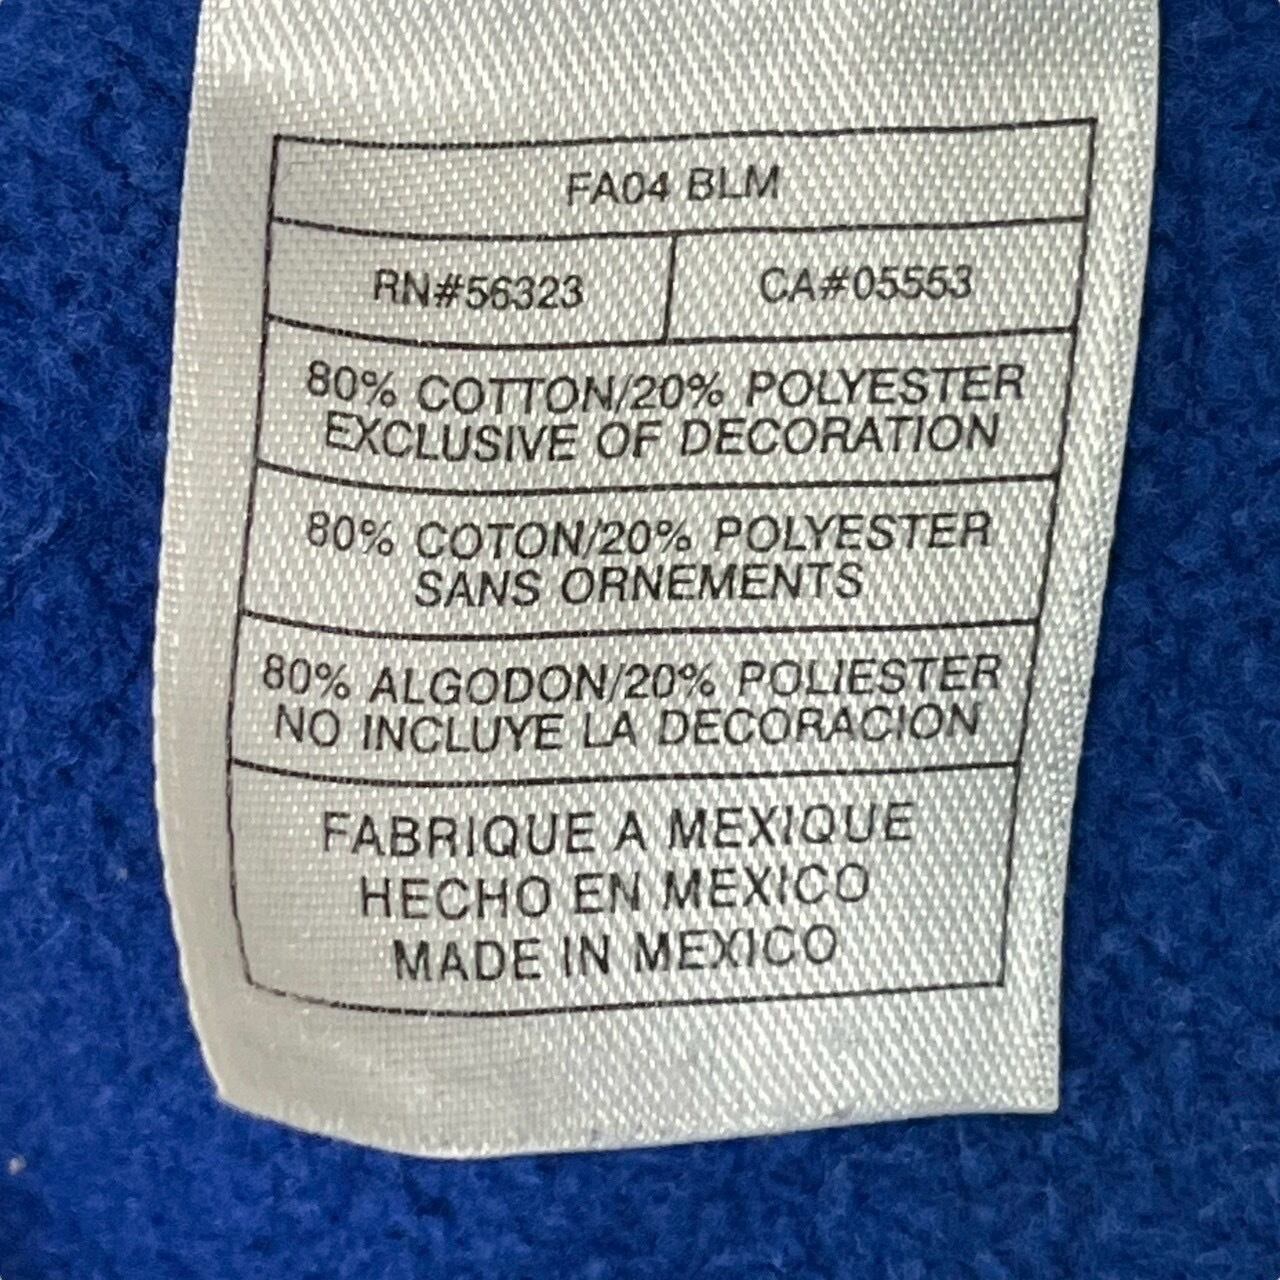 FA04 BLM
RN#56323
CA#05553
80% COTTON/20% POLYESTER
EXCLUSIVE OF DECORATION
80% COTON/20% POLYESTER
SANS ORNEMENTS
80% ALGODON/20% POLIESTER
NO INCLUYE LA DECORACION
FABRIQUE A MEXIQUE
HECHO EN MEXICO
MADE IN MEXICO